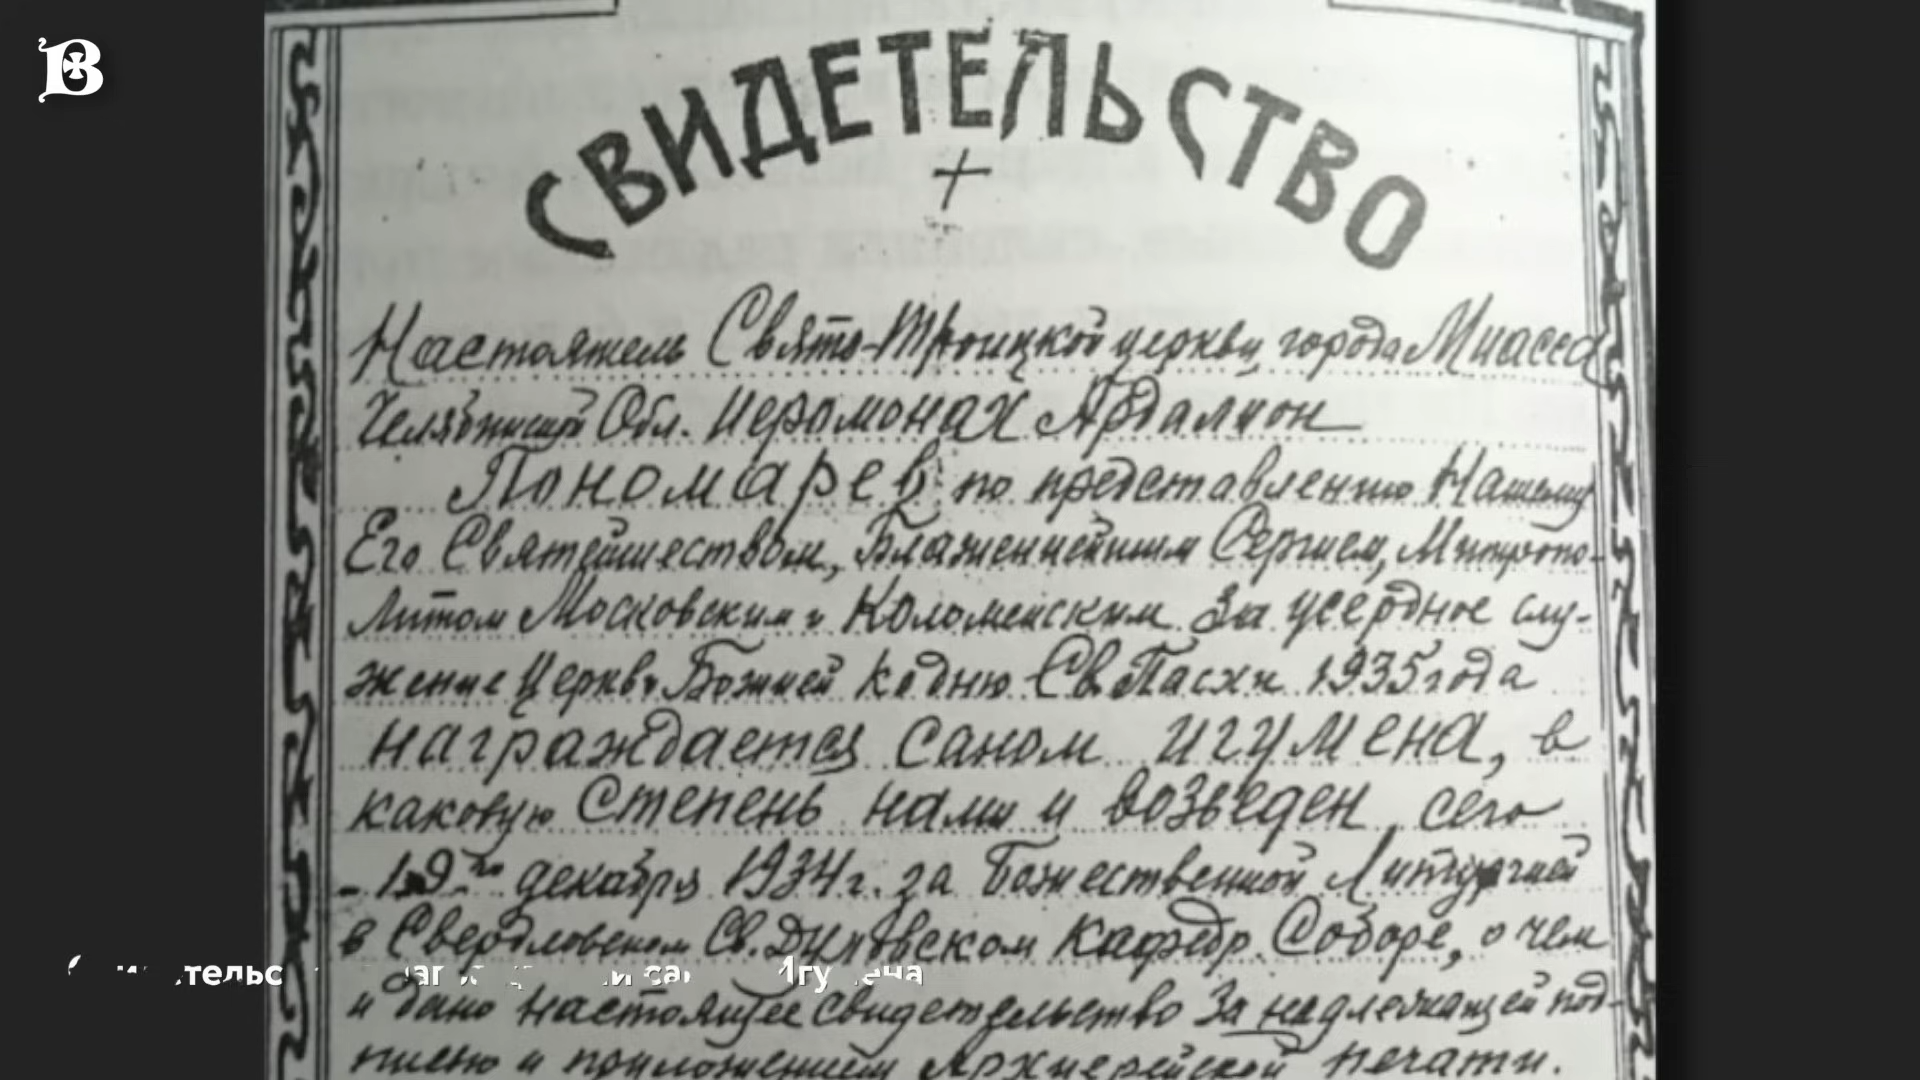 СВИДЕТЕЛЬСТВО
Настоятель Свято-Троицкой церкви, города Миасса
Обл. Иеромонах Ардалион
Пономарев по представлению Нашему
Его Святейшеством, Блаженнейшим Сергием, Митропо-
литом Московским и Коломенским за усердное слу-
жение Церкви Божией ко дню Св. Пасхи 1935 года
награждается саном игумена, в
каковую степень нами и возведен сего
декабря 1934 г. за Божественной Литургией
в Свердловском Св. Духовском Кафедр. Соборе, о чем
и дано настоящее свидетельство за надлежащей под-
писью и приложением Архиерейской печати.